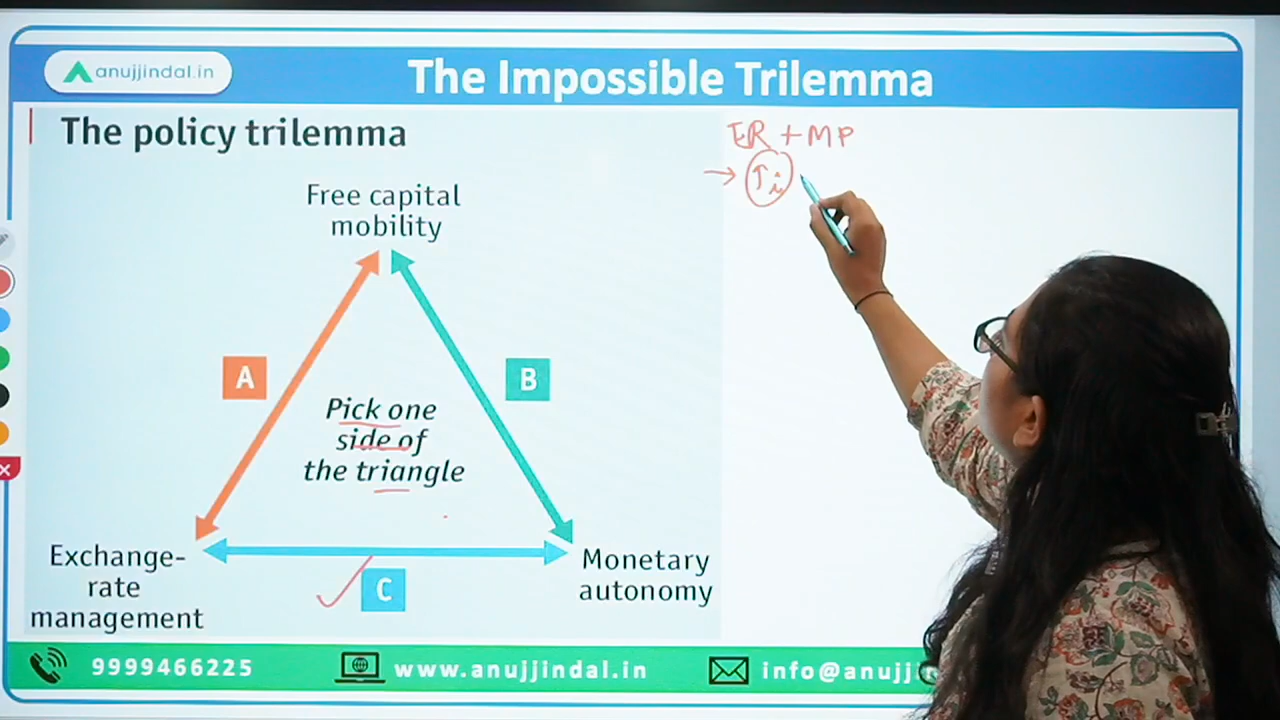 anujjindal.in
The Impossible Trilemma
The policy trilemma
ER + MP
→ ↑i
Free capital
mobility
A
B
Pick one
side of
the triangle
Exchange-
rate
management
Monetary
autonomy
C
9999466225
www.anujjindal.in
info@anujj